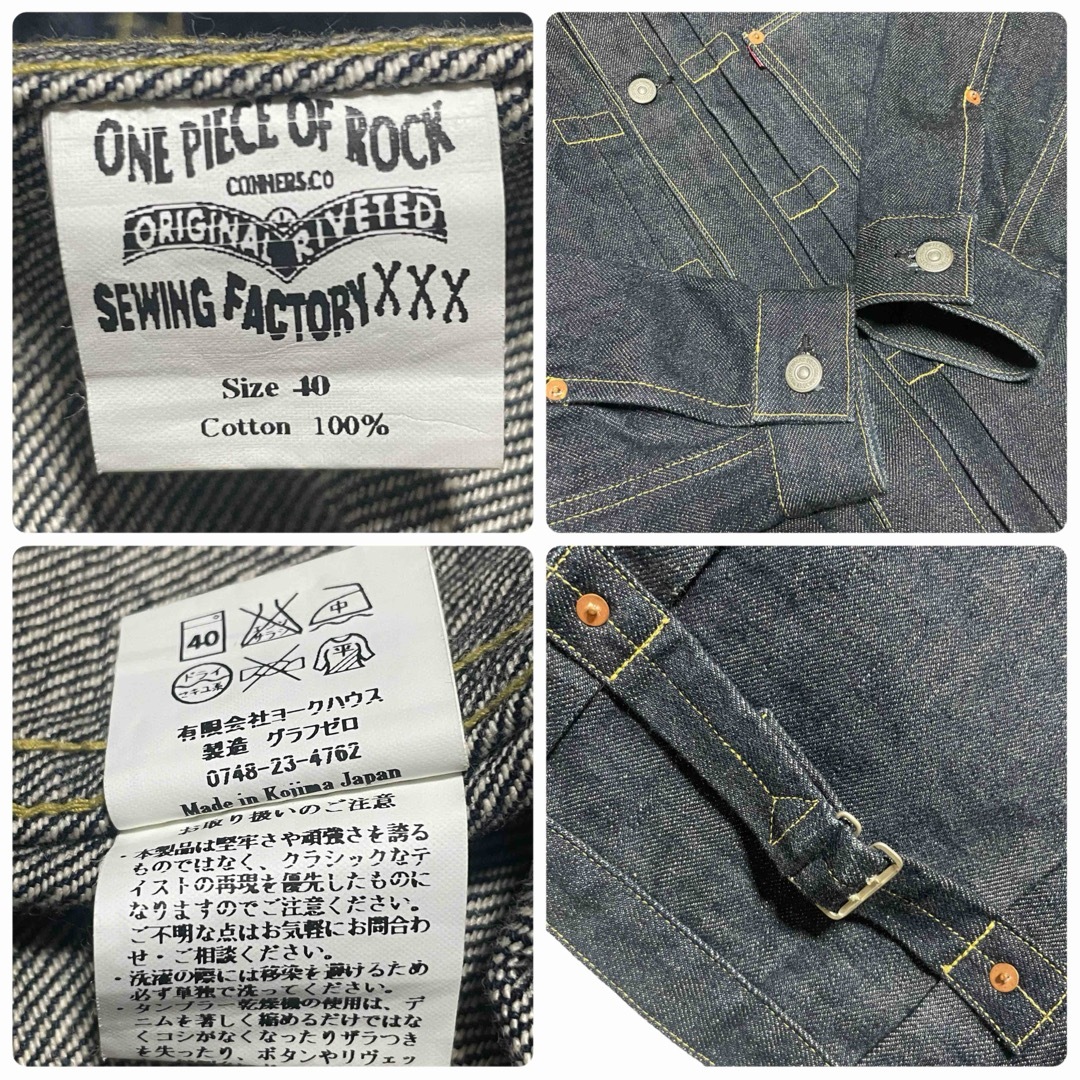 ONE PIECE OF ROCK
CONNERS.CO
ORIGINAL RIVETED
SEWING FACTORY XXX
Size 40
Cotton 100%
40
エンソサラシ
中
ドライ
セキユ系
平
有限会社ヨークハウス
製造 グラフゼロ
0748-23-4762
Made in Kojima Japan
お取り扱いのご注意
・本製品は堅牢さや頑強さを誇る
ものではなく、クラシックなテ
イストの再現を優先したものに
なりますのでご注意ください。
ご不明な点はお気軽にお問合わ
せ・ご相談ください。
・洗濯の際には移染を避けるため
必ず単独で洗ってください。
・タンブラー乾燥機の使用は、デ
ニムを著しく縮めるだけではな
くコシがなくなったりザラつき
を失ったり、ボタンやリヴェッ